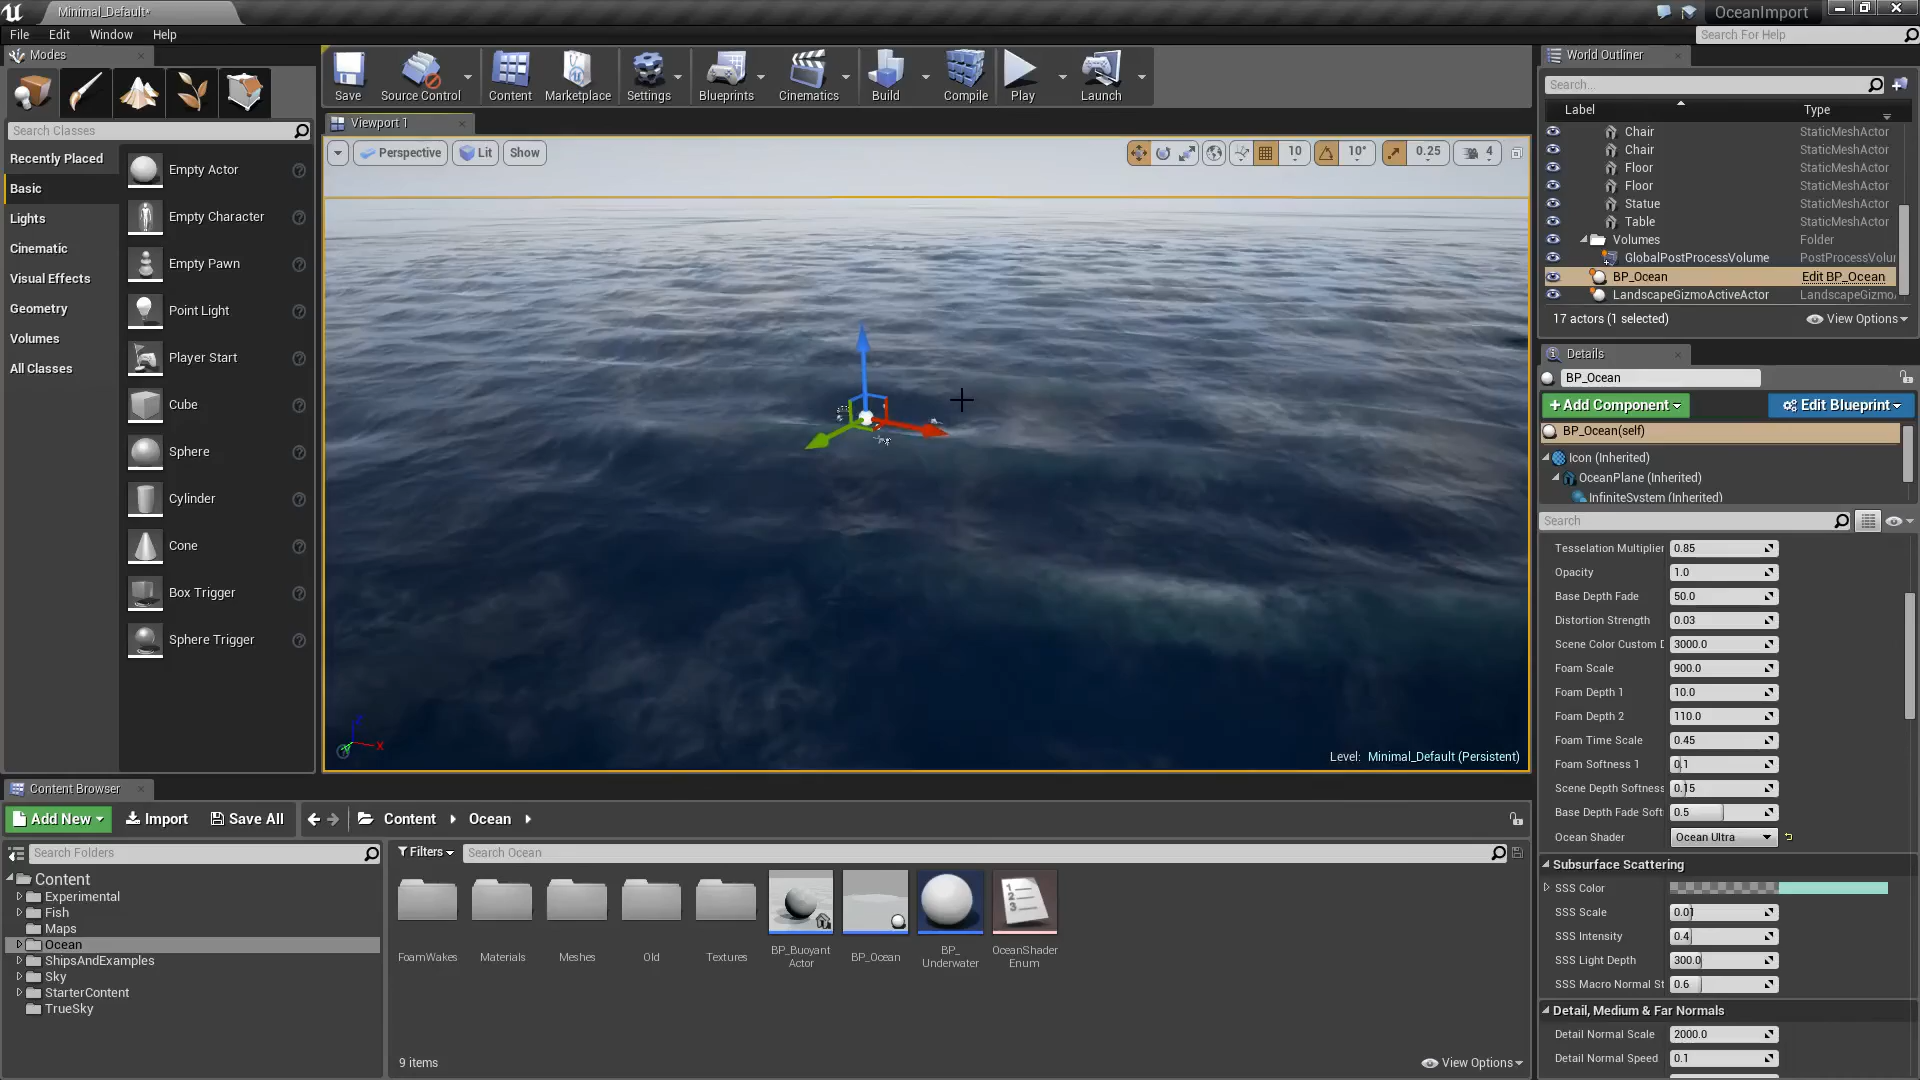 Minimal_Default*
OceanImport
File Edit Window Help
Search For Help
Modes
Search Classes
Recently Placed
Basic
Lights
Cinematic
Visual Effects
Geometry
Volumes
All Classes
Empty Actor
Empty Character
Empty Pawn
Point Light
Player Start
Cube
Sphere
Cylinder
Cone
Box Trigger
Sphere Trigger
Save
Source Control
Content
Marketplace
Settings
Blueprints
Cinematics
Build
Compile
Play
Launch
Viewport 1
Perspective
Lit
Show
10
10°
0.25
4
X
Level: Minimal_Default (Persistent)
World Outliner
Search...
Label Type
Chair StaticMeshActor
Chair StaticMeshActor
Floor StaticMeshActor
Floor StaticMeshActor
Statue StaticMeshActor
Table StaticMeshActor
Volumes Folder
GlobalPostProcessVolume PostProcessVolu
BP_Ocean Edit BP_Ocean
LandscapeGizmoActiveActor LandscapeGizmo
17 actors (1 selected)
View Options
Details
BP_Ocean
+Add Component
Edit Blueprint
BP_Ocean(self)
Icon (Inherited)
OceanPlane (Inherited)
InfiniteSystem (Inherited)
Search
Tesselation Multiplier 0.85
Opacity 1.0
Base Depth Fade 50.0
Distortion Strength 0.03
Scene Color Custom D 3000.0
Foam Scale 900.0
Foam Depth 1 10.0
Foam Depth 2 110.0
Foam Time Scale 0.45
Foam Softness 1 0.1
Scene Depth Softness 0.15
Base Depth Fade Soft 0.5
Ocean Shader Ocean Ultra
Subsurface Scattering
SSS Color
SSS Scale 0.01
SSS Intensity 0.4
SSS Light Depth 300.0
SSS Macro Normal St 0.6
Detail, Medium & Far Normals
Detail Normal Scale 2000.0
Detail Normal Speed 0.1
Content Browser
Add New
Import
Save All
Content
Ocean
Search Folders
Content
Experimental
Fish
Maps
Ocean
ShipsAndExamples
Sky
StarterContent
TrueSky
Filters
Search Ocean
FoamWakes
Materials
Meshes
Old
Textures
BP_Buoyant
Actor
BP_Ocean
BP_
Underwater
OceanShader
Enum
9 items
View Options